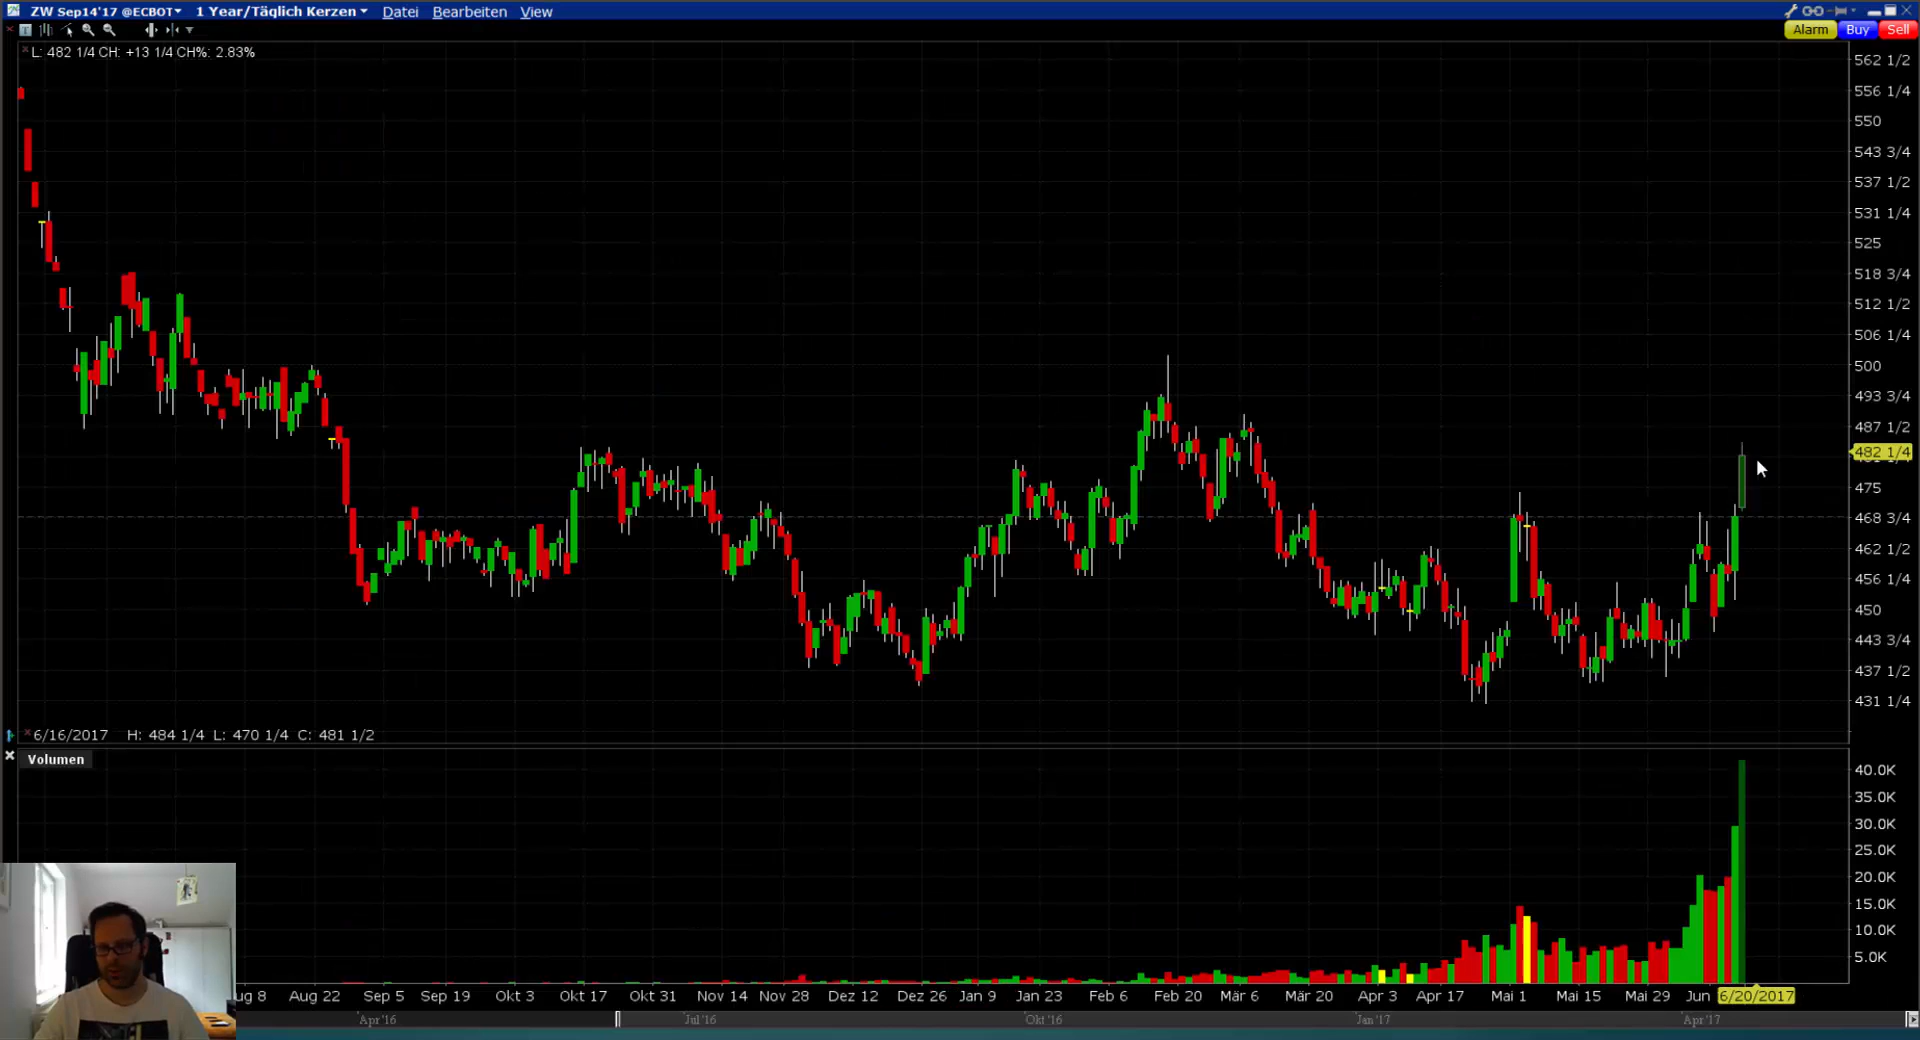 ZW Sep14'17 @ECBOT 1 Year/Täglich Kerzen Datei Bearbeiten View
Alarm Buy Sell
L: 482 1/4 CH: +13 1/4 CH%: 2.83%
562 1/2
556 1/4
550
543 3/4
537 1/2
531 1/4
525
518 3/4
512 1/2
506 1/4
500
493 3/4
487 1/2
482 1/4
475
468 3/4
462 1/2
456 1/4
450
443 3/4
437 1/2
431 1/4
6/16/2017 H: 484 1/4 L: 470 1/4 C: 481 1/2
Volumen
40.0K
35.0K
30.0K
25.0K
20.0K
15.0K
10.0K
5.0K
ug 8 Aug 22 Sep 5 Sep 19 Okt 3 Okt 17 Okt 31 Nov 14 Nov 28 Dez 12 Dez 26 Jan 9 Jan 23 Feb 6 Feb 20 Mär 6 Mär 20 Apr 3 Apr 17 Mai 1 Mai 15 Mai 29 Jun 6/20/2017
Apr'16 Jul'16 Okt'16 Jan'17 Apr'17